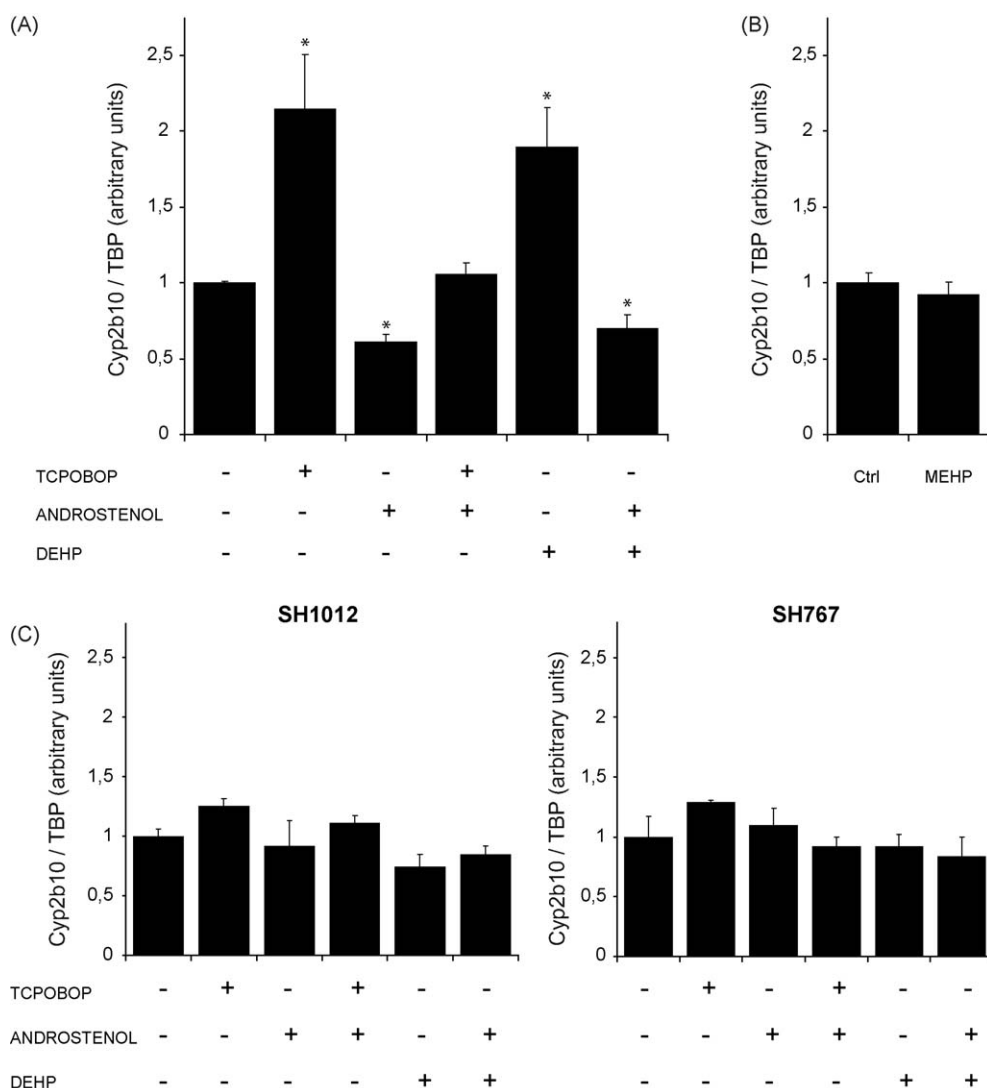 (A)
Cyp2b10 / TBP (arbitrary units)
2,5
2
1,5
1
0,5
0
*
*
*
*
TCPOBOP - + - + - -
ANDROSTENOL - - + + - +
DEHP - - - - + +
(B)
Cyp2b10 / TBP (arbitrary units)
2,5
2
1,5
1
0,5
0
Ctrl MEHP
(C)
SH1012
Cyp2b10 / TBP (arbitrary units)
2,5
2
1,5
1
0,5
0
TCPOBOP - + - + - -
ANDROSTENOL - - + + - +
DEHP - - - - + +
SH767
Cyp2b10 / TBP (arbitrary units)
2,5
2
1,5
1
0,5
0
- + - + - -
- - + + - +
- - - - + +